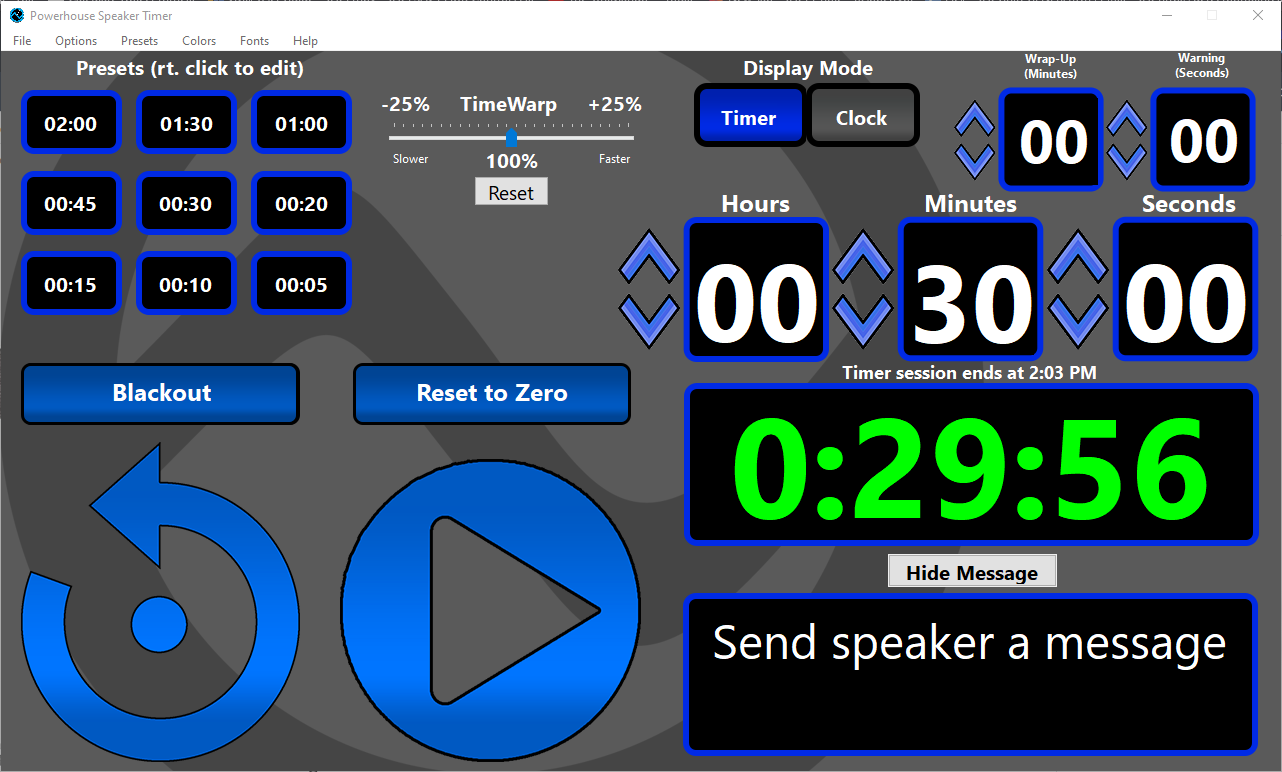 Powerhouse Speaker Timer
File Options Presets Colors Fonts Help
Presets (rt. click to edit)
02:00 01:30 01:00
00:45 00:30 00:20
00:15 00:10 00:05
-25% TimeWarp +25%
Slower 100% Faster
Reset
Display Mode
Timer Clock
Wrap-Up
(Minutes)
00
Warning
(Seconds)
00
Hours Minutes Seconds
00 30 00
Timer session ends at 2:03 PM
0:29:56
Blackout Reset to Zero
Hide Message
Send speaker a message